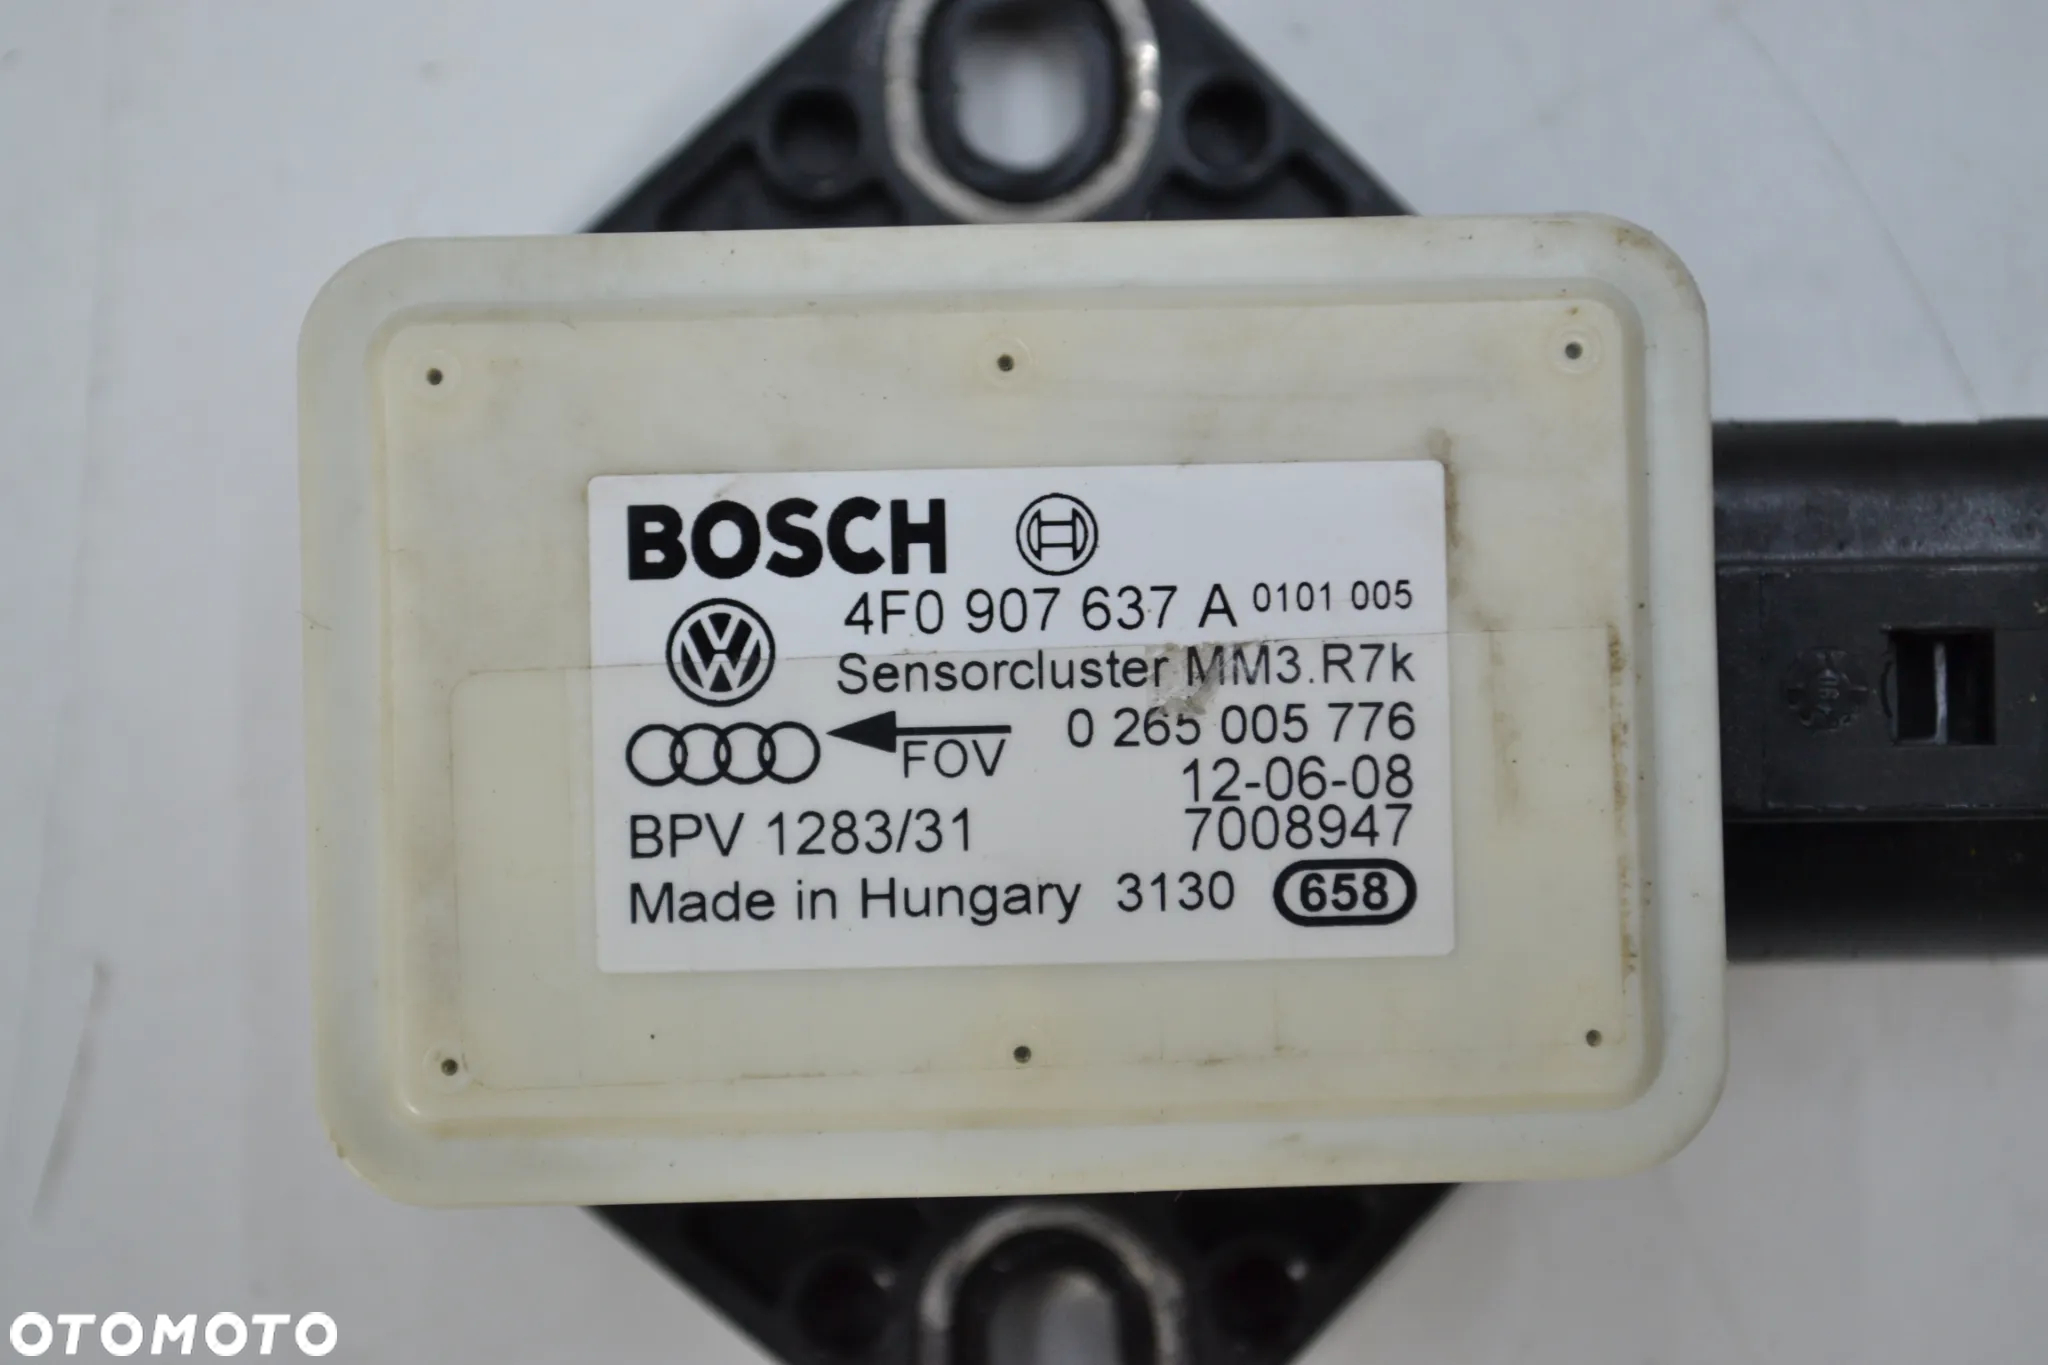 BOSCH
4F0 907 637 A 0101 005
Sensorcluster MM3.R7k
FOV 0 265 005 776
12-06-08
BPV 1283/31 7008947
Made in Hungary 3130 658
OTOMOTO